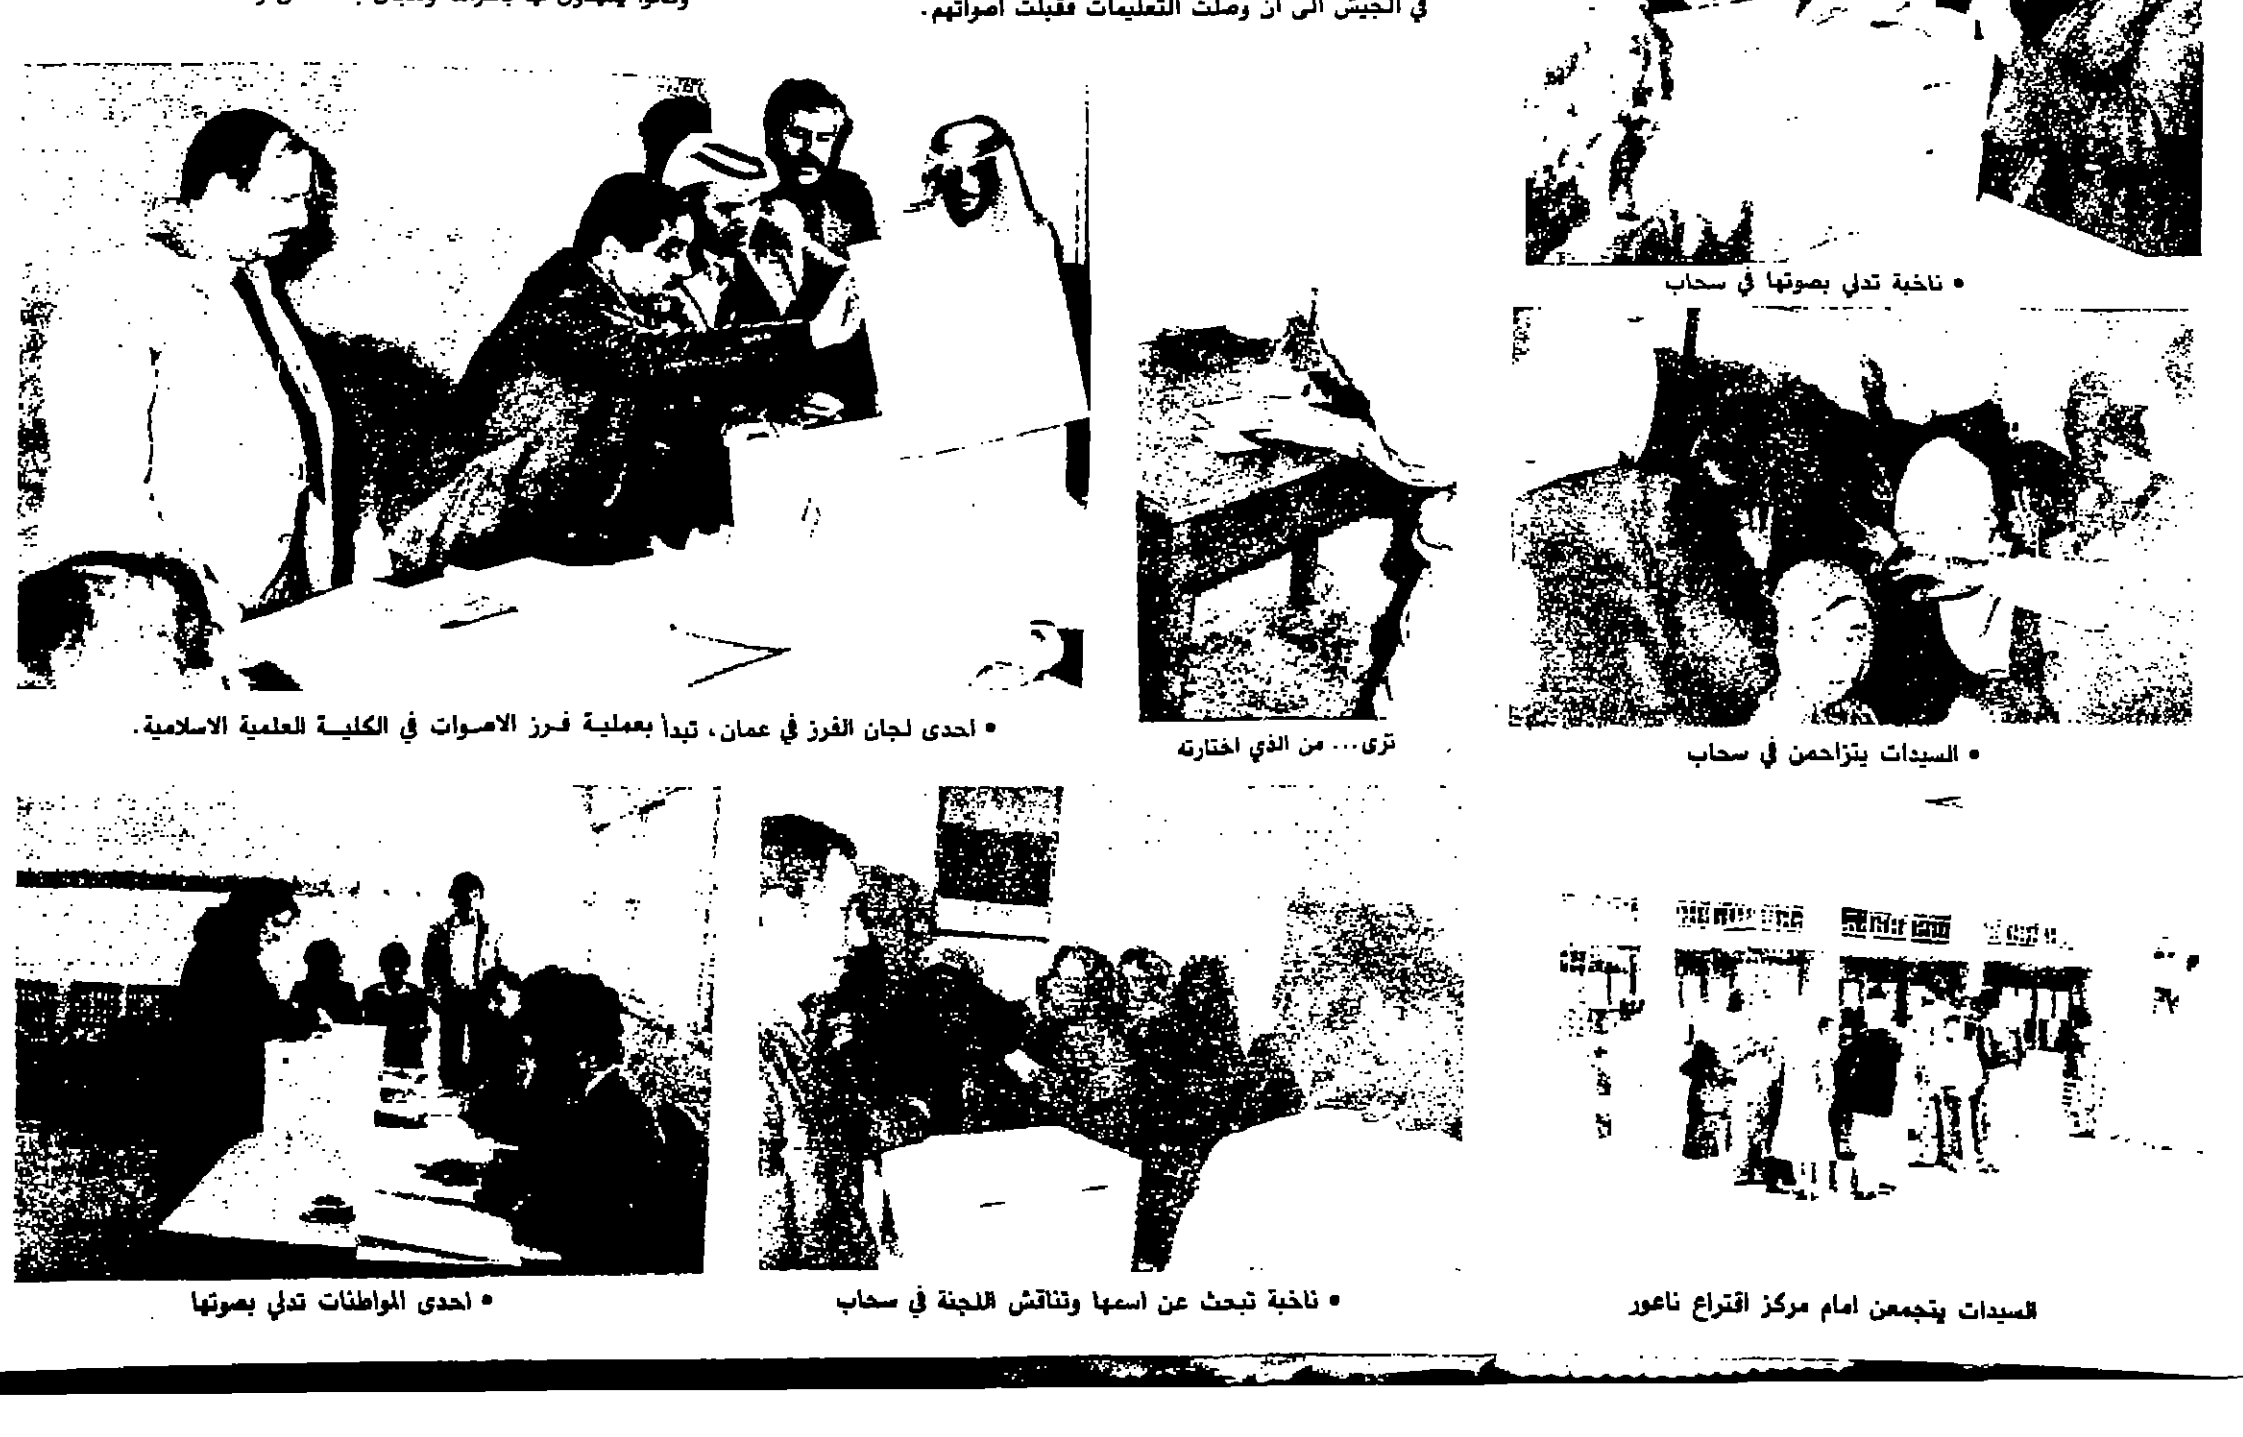 في الجيش الى ان وصلت التعليمات فقبلت اصواتهم.
• ناخبة تدلي بصوتها في سحاب
• احدى لجان الفرز في عمان، تبدأ بعملية فرز الاصوات في الكلية العلمية الاسلامية.
ترى... من الذي اختارته
• السيدات يتزاحمن في سحاب
• احدى المواطنات تدلي بصوتها
• ناخبة تبحث عن اسمها وتناقش اللجنة في سحاب
السيدات يتجمعن امام مركز اقتراع ناعور